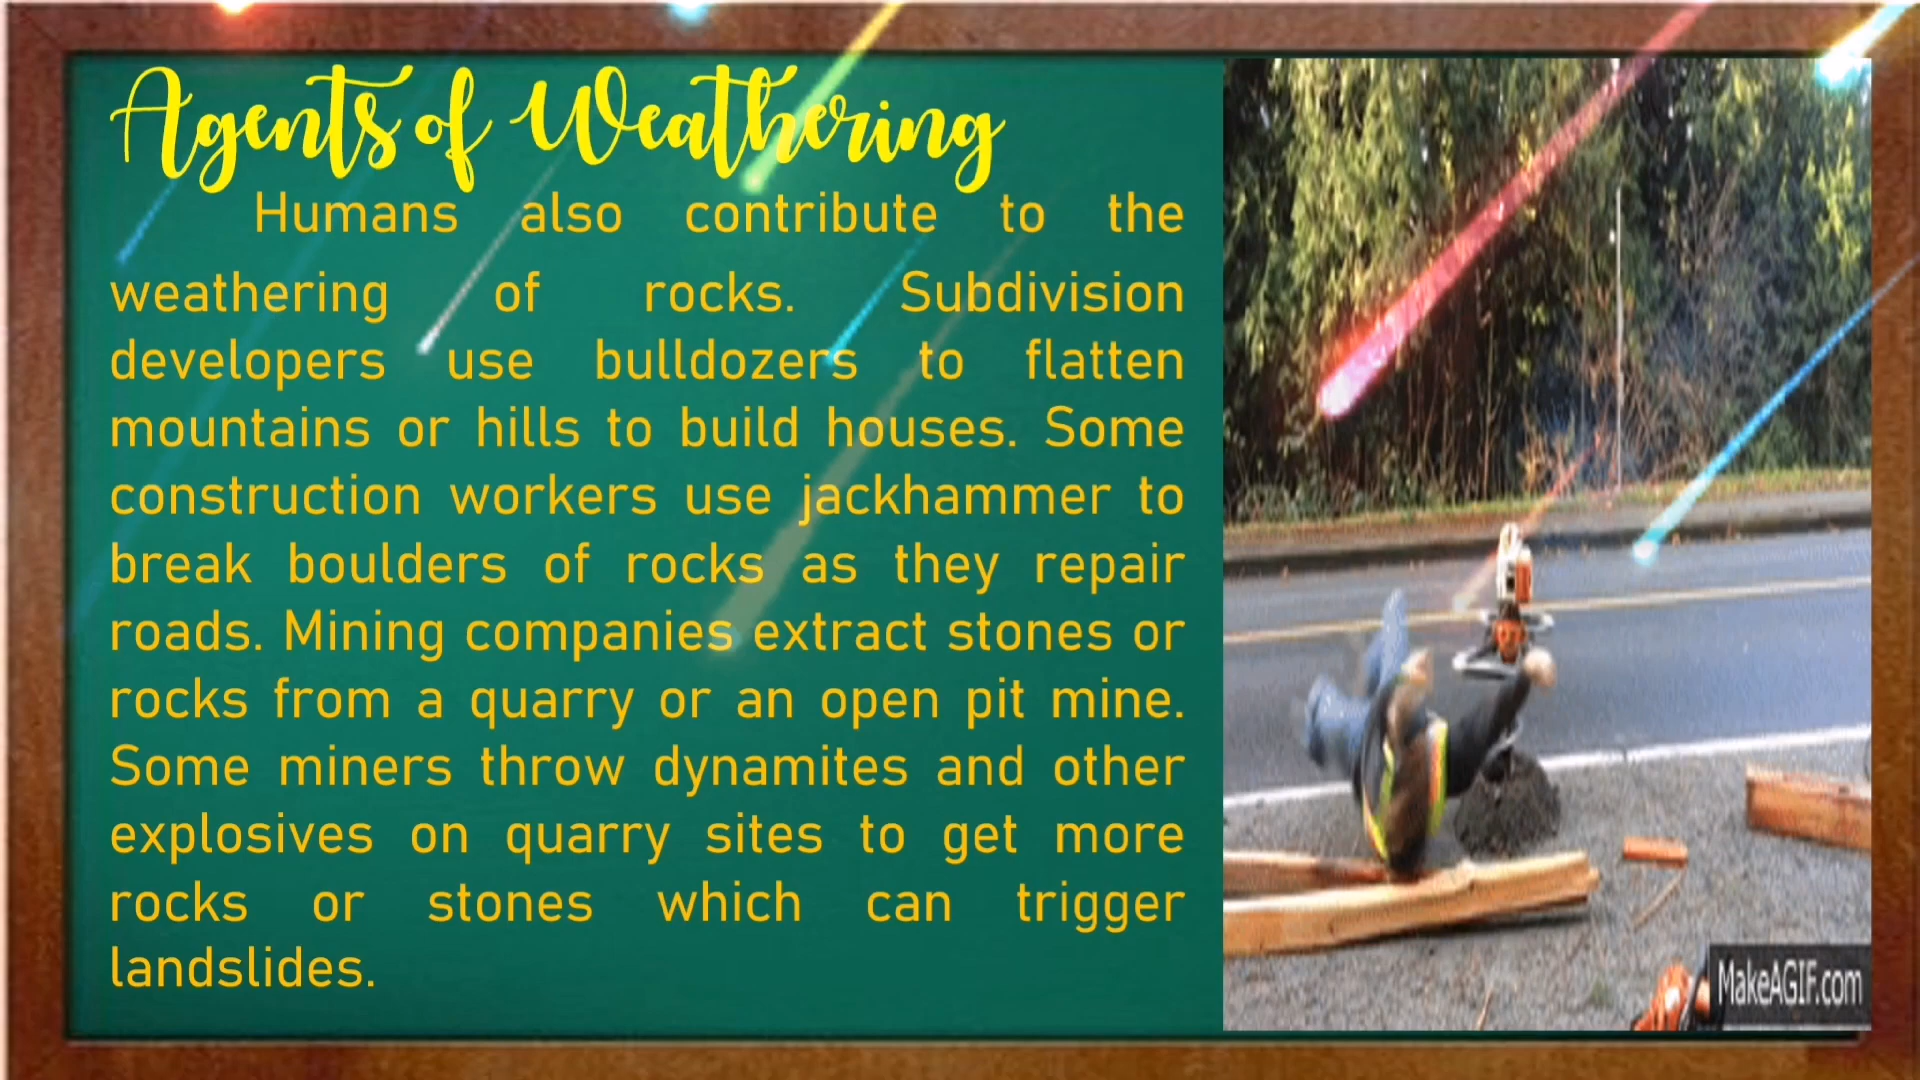 Agents of Weathering
Humans also contribute to the
weathering of rocks. Subdivision
developers use bulldozers to flatten
mountains or hills to build houses. Some
construction workers use jackhammer to
break boulders of rocks as they repair
roads. Mining companies extract stones or
rocks from a quarry or an open pit mine.
Some miners throw dynamites and other
explosives on quarry sites to get more
rocks or stones which can trigger
landslides.
MakeAGIF.com